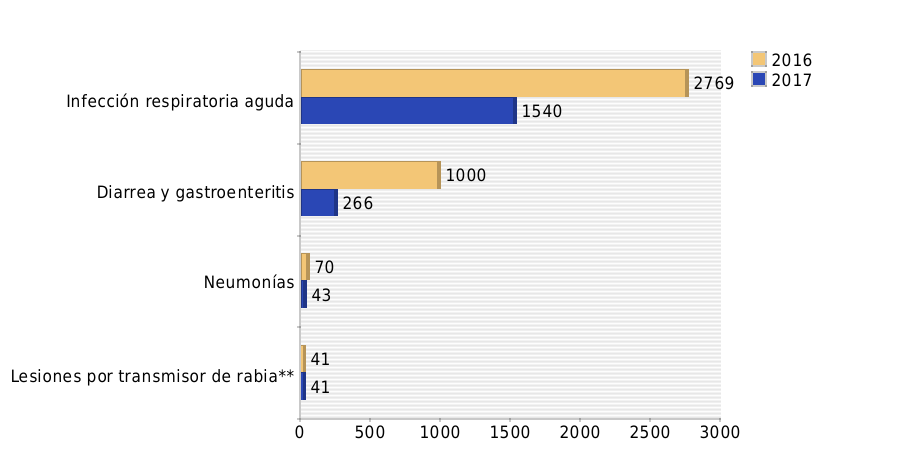 2016
2017
Infección respiratoria aguda
2769
1540
Diarrea y gastroenteritis
1000
266
Neumonías
70
43
Lesiones por transmisor de rabia**
41
41
0 500 1000 1500 2000 2500 3000